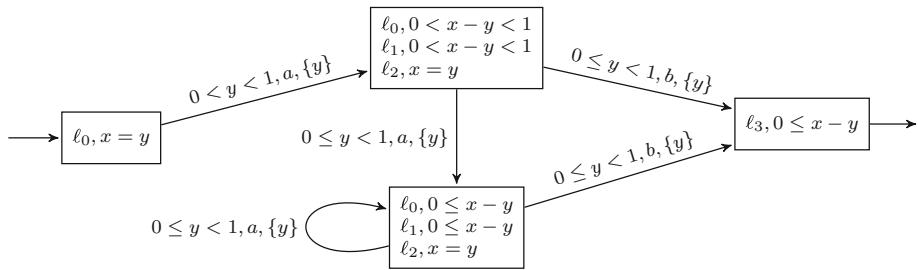 ℓ₀, 0 < x − y < 1
ℓ₁, 0 < x − y < 1
ℓ₂, x = y
0 < y < 1, a, {y}
0 ≤ y < 1, b, {y}
ℓ₀, x = y
ℓ₃, 0 ≤ x − y
0 ≤ y < 1, a, {y}
0 ≤ y < 1, b, {y}
ℓ₀, 0 ≤ x − y
ℓ₁, 0 ≤ x − y
ℓ₂, x = y
0 ≤ y < 1, a, {y}